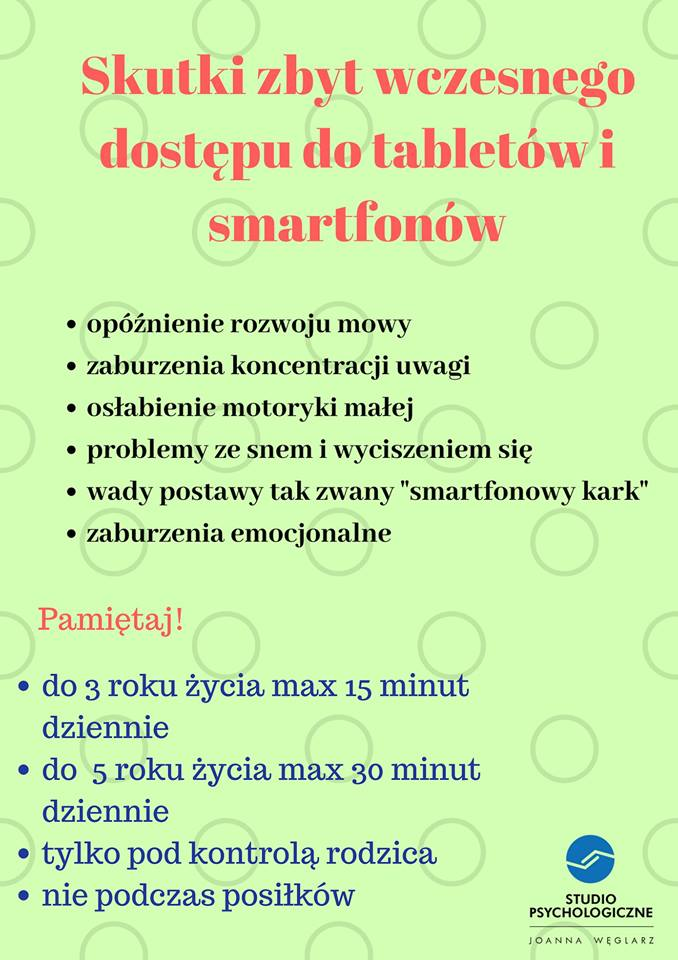 Skutki zbyt wczesnego
dostępu do tabletów i
smartfonów
• opóźnienie rozwoju mowy
• zaburzenia koncentracji uwagi
• osłabienie motoryki małej
• problemy ze snem i wyciszeniem się
• wady postawy tak zwany "smartfonowy kark"
• zaburzenia emocjonalne
Pamiętaj!
• do 3 roku życia max 15 minut
dziennie
• do 5 roku życia max 30 minut
dziennie
• tylko pod kontrolą rodzica
• nie podczas posiłków
STUDIO
PSYCHOLOGICZNE
JOANNA WĘGLARZ